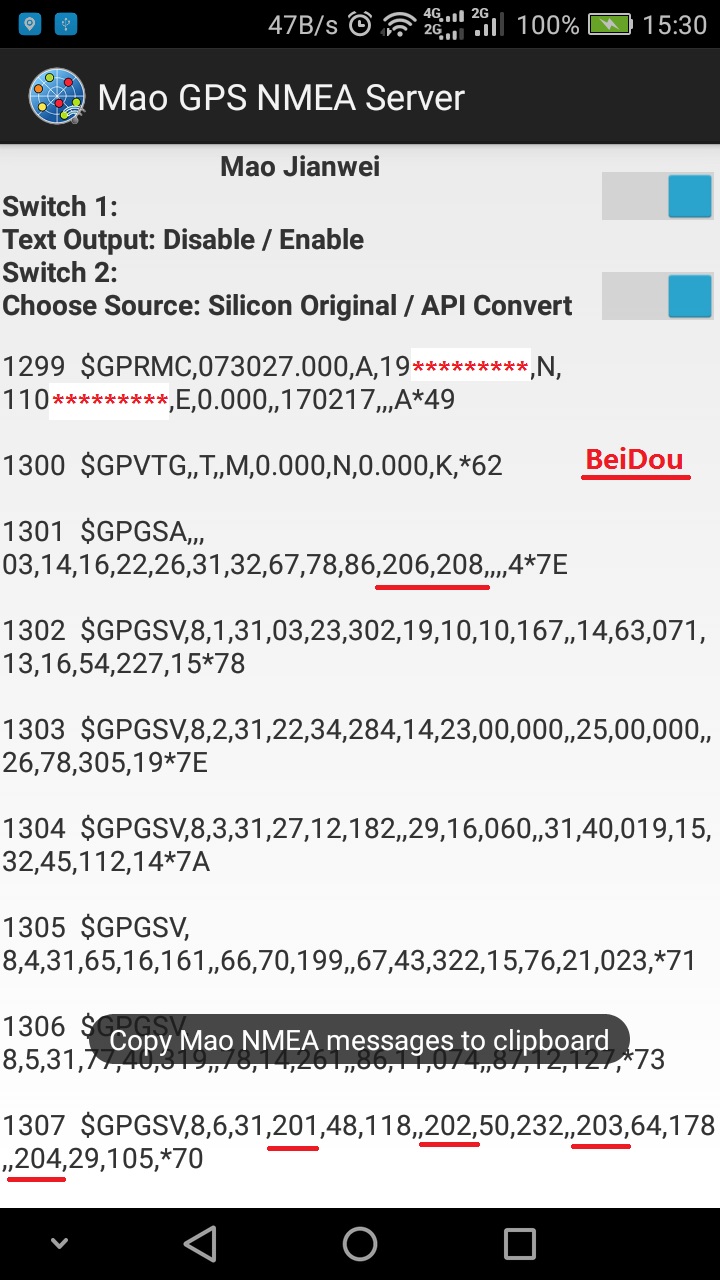 47B/s 4G 2G 2G 100% 15:30
Mao GPS NMEA Server
Mao Jianwei
Switch 1:
Text Output: Disable / Enable
Switch 2:
Choose Source: Silicon Original / API Convert
1299 $GPRMC,073027.000,A,19*********,N,
110*********,E,0.000,,170217,,,A*49
1300 $GPVTG,,T,,M,0.000,N,0.000,K,*62
BeiDou
1301 $GPGSA,,,
03,14,16,22,26,31,32,67,78,86,206,208,,,,4*7E
1302 $GPGSV,8,1,31,03,23,302,19,10,10,167,,14,63,071,
13,16,54,227,15*78
1303 $GPGSV,8,2,31,22,34,284,14,23,00,000,,25,00,000,,
26,78,305,19*7E
1304 $GPGSV,8,3,31,27,12,182,,29,16,060,,31,40,019,15,
32,45,112,14*7A
1305 $GPGSV,
8,4,31,65,16,161,,66,70,199,,67,43,322,15,76,21,023,*71
1306 $GPGSV,
Copy Mao NMEA messages to clipboard
8,5,31,77,40,319,,78,14,261,,86,11,074,,87,12,127,*73
1307 $GPGSV,8,6,31,201,48,118,,202,50,232,,203,64,178
,,204,29,105,*70